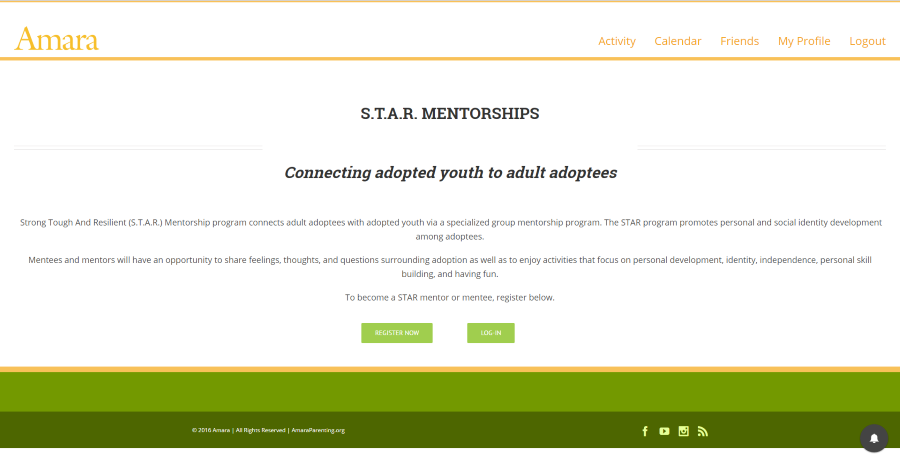 Amara
Activity Calendar Friends My Profile Logout
S.T.A.R. MENTORSHIPS
Connecting adopted youth to adult adoptees
Strong Tough And Resilient (S.T.A.R.) Mentorship program connects adult adoptees with adopted youth via a specialized group mentorship program. The STAR program promotes personal and social identity development
among adoptees.
Mentees and mentors will have an opportunity to share feelings, thoughts, and questions surrounding adoption as well as to enjoy activities that focus on personal development, identity, independence, personal skill
building, and having fun.
To become a STAR mentor or mentee, register below.
REGISTER NOW LOG-IN
© 2016 Amara | All Rights Reserved | AmaraParenting.org